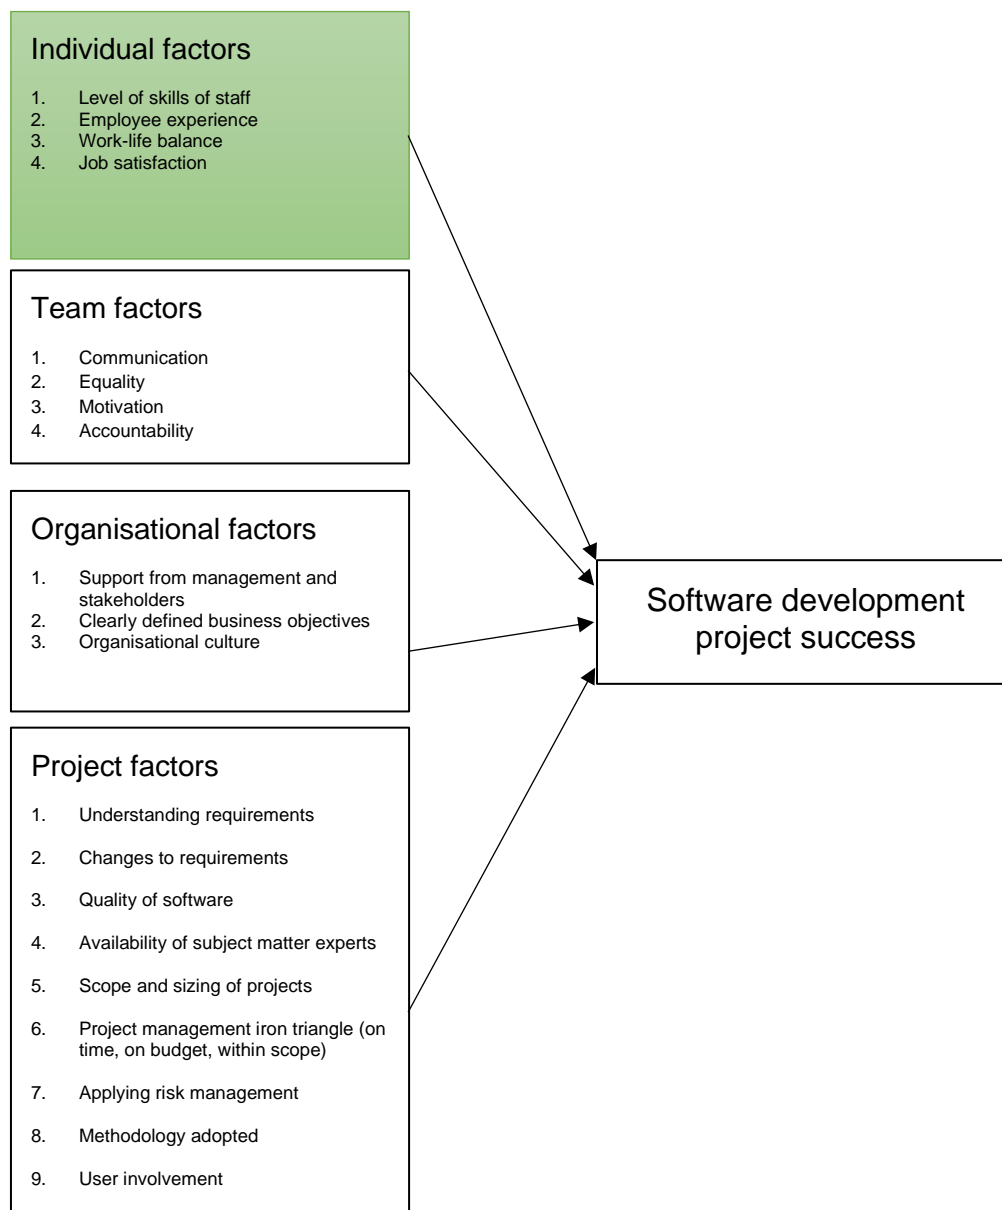 Individual factors
1. Level of skills of staff
2. Employee experience
3. Work-life balance
4. Job satisfaction
Team factors
1. Communication
2. Equality
3. Motivation
4. Accountability
Organisational factors
1. Support from management and
stakeholders
2. Clearly defined business objectives
3. Organisational culture
Software development
project success
Project factors
1. Understanding requirements
2. Changes to requirements
3. Quality of software
4. Availability of subject matter experts
5. Scope and sizing of projects
6. Project management iron triangle (on
time, on budget, within scope)
7. Applying risk management
8. Methodology adopted
9. User involvement